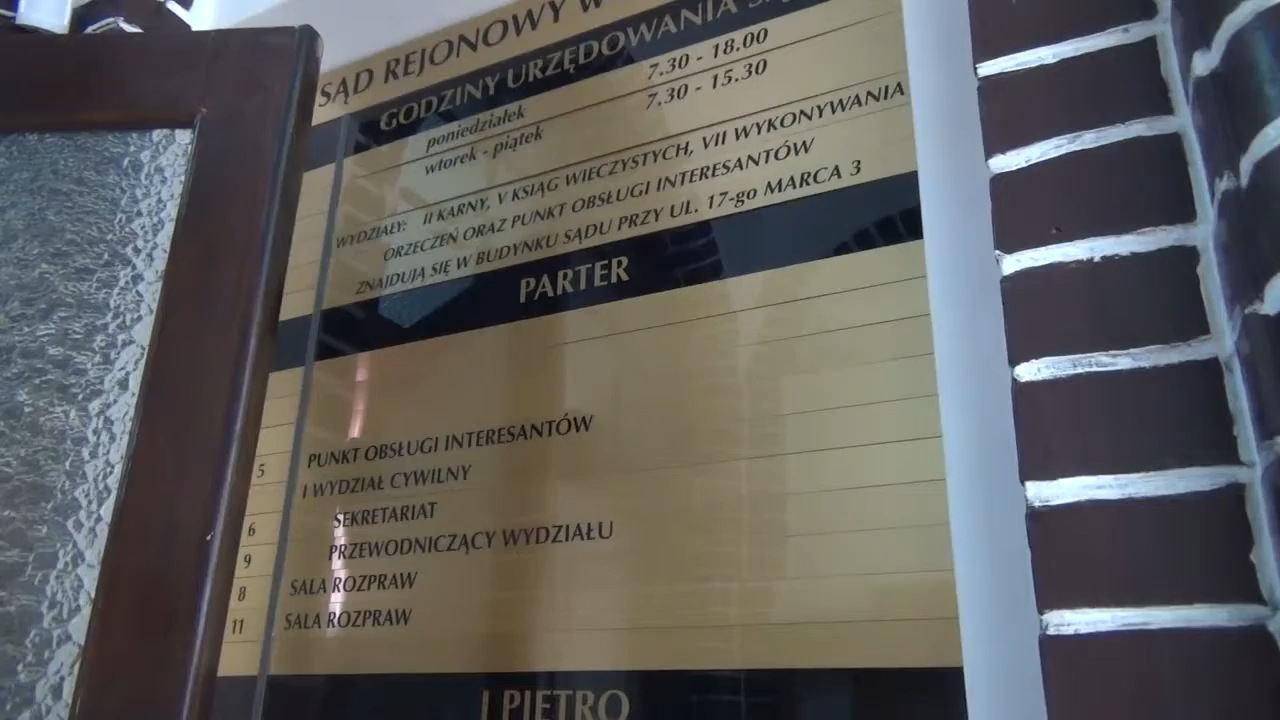 SĄD REJONOWY W
GODZINY URZĘDOWANIA
poniedziałek 7.30 - 18.00
wtorek - piątek 7.30 - 15.30
WYDZIAŁY: II KARNY, V KSIĄG WIECZYSTYCH, VII WYKONYWANIA
ORZECZEŃ ORAZ PUNKT OBSŁUGI INTERESANTÓW
ZNAJDUJĄ SIĘ W BUDYNKU SĄDU PRZY UL. 17-go MARCA 3
PARTER
5 PUNKT OBSŁUGI INTERESANTÓW
I WYDZIAŁ CYWILNY
6 SEKRETARIAT
9 PRZEWODNICZĄCY WYDZIAŁU
8 SALA ROZPRAW
11 SALA ROZPRAW
I PIĘTRO